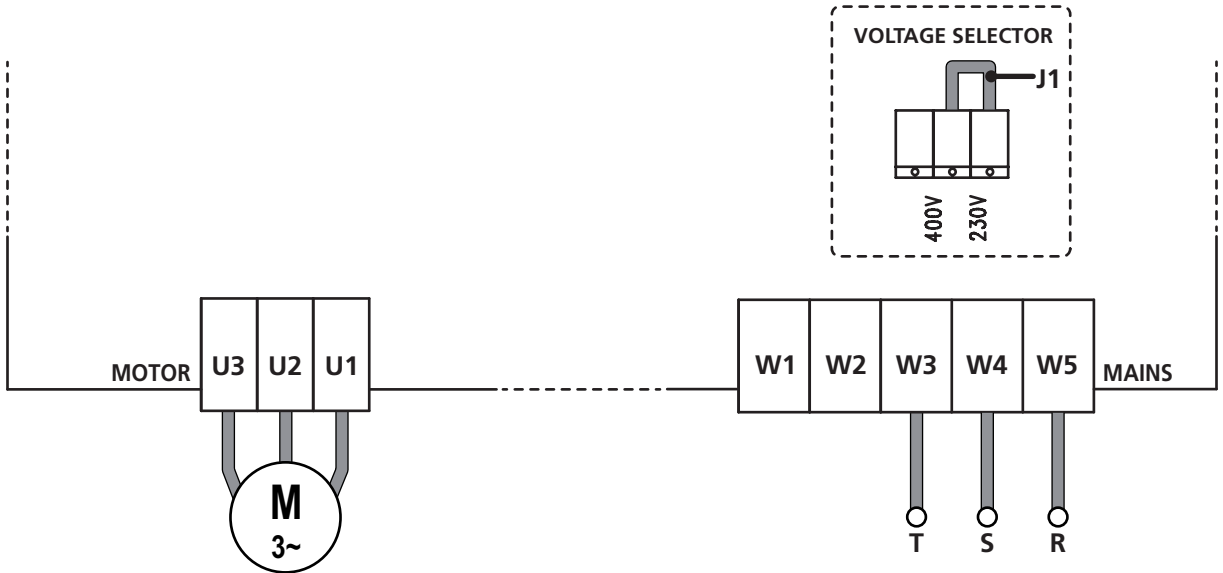 VOLTAGE SELECTOR
J1
400V
230V
MOTOR U3 U2 U1
W1 W2 W3 W4 W5 MAINS
M
3~
T S R